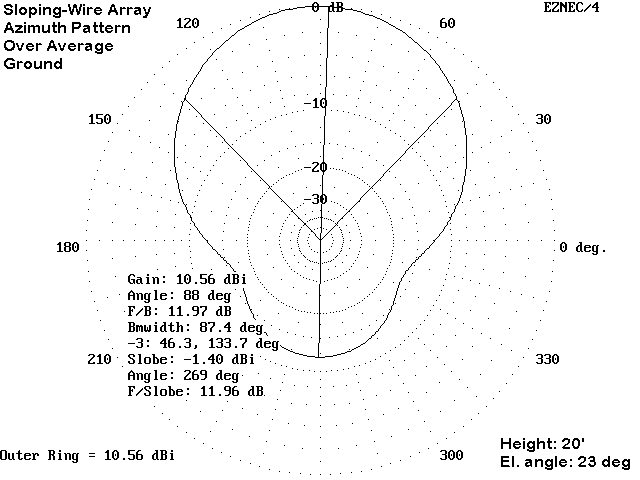 Sloping-Wire Array
Azimuth Pattern
Over Average
Ground
EZNEC/4
0 dB
120
60
-10
150
30
-20
-30
180
0 deg.
Gain: 10.56 dBi
Angle: 88 deg
F/B: 11.97 dB
Bmwidth: 87.4 deg
-3: 46.3, 133.7 deg
Slobe: -1.40 dBi
Angle: 269 deg
F/Slobe: 11.96 dB
210
330
Outer Ring = 10.56 dBi
300
Height: 20'
El. angle: 23 deg